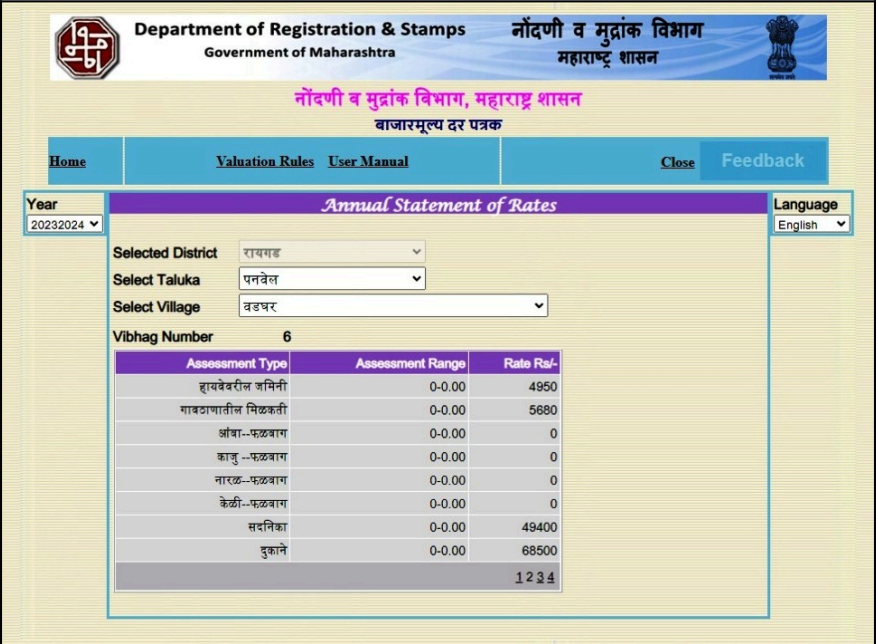 Department of Registration & Stamps
Government of Maharashtra
नोंदणी व मुद्रांक विभाग
महाराष्ट्र शासन
नोंदणी व मुद्रांक विभाग, महाराष्ट्र शासन
बाजारमूल्य दर पत्रक
Home Valuation Rules User Manual Close Feedback
Year Annual Statement of Rates Language
20232024 English
Selected District रायगड
Select Taluka पनवेल
Select Village वडघर
Vibhag Number 6
Assessment Type Assessment Range Rate Rs/-
हायवेवरील जमिनी 0-0.00 4950
गावठाणातील मिळकती 0-0.00 5680
आंबा--फळबाग 0-0.00 0
काजु --फळबाग 0-0.00 0
नारळ--फळबाग 0-0.00 0
केळी--फळबाग 0-0.00 0
सदनिका 0-0.00 49400
दुकाने 0-0.00 68500
1 2 3 4